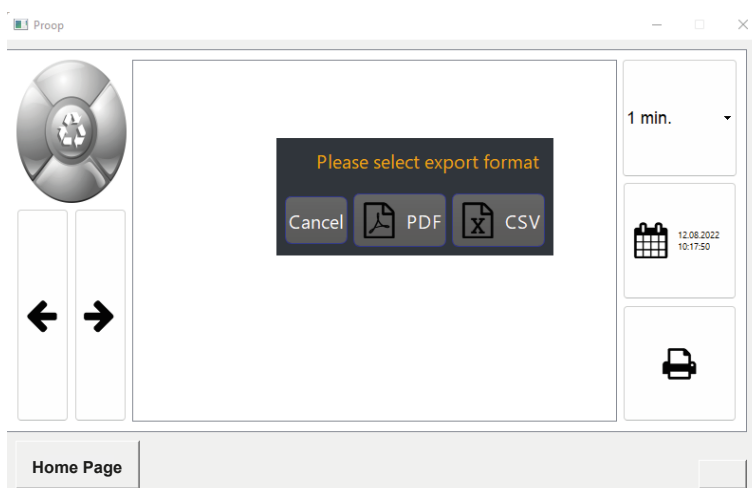 Proop
1 min.
Please select export format
Cancel
PDF
X
CSV
12.08.2022
10:17:50
Home Page